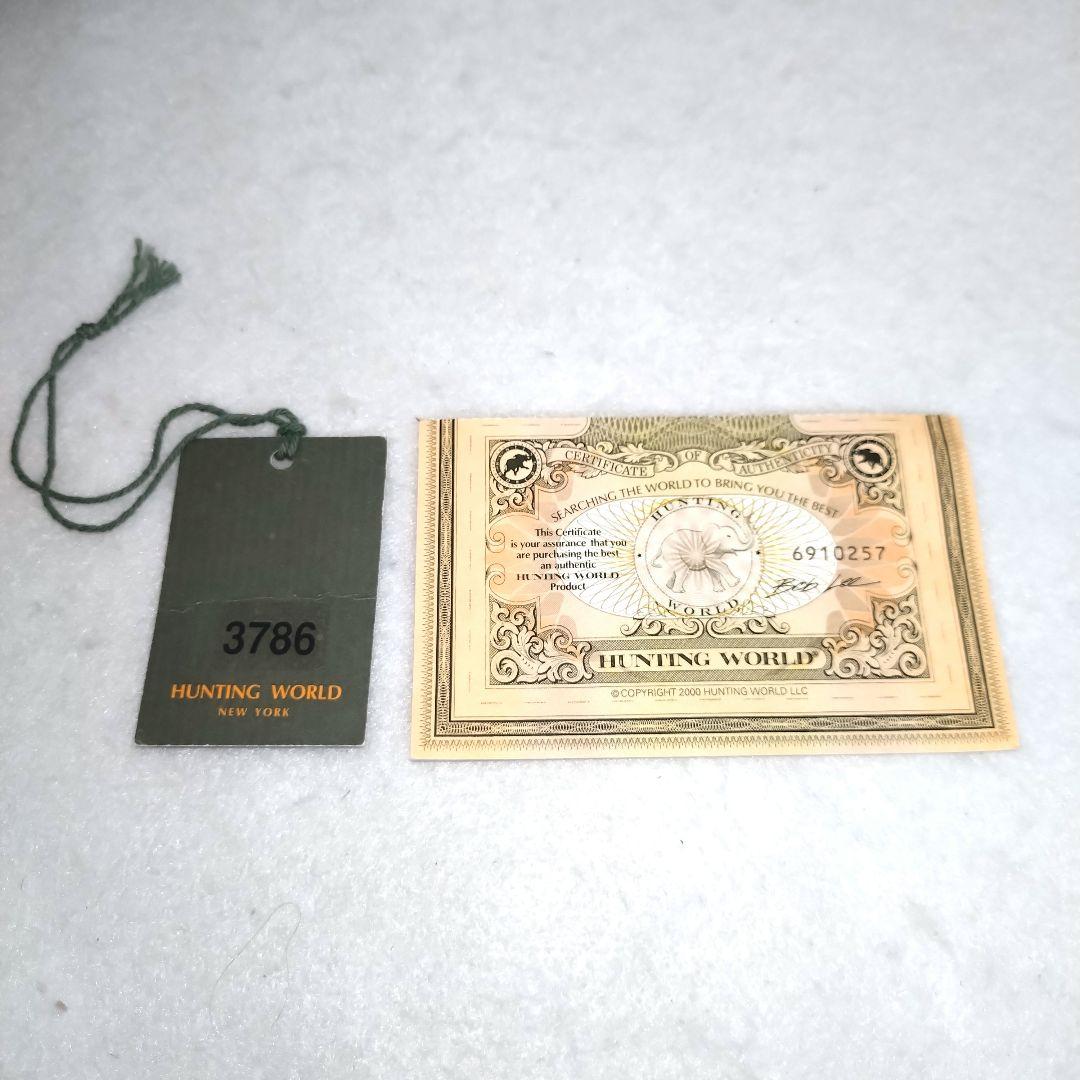 3786
HUNTING WORLD
NEW YORK
CERTIFICATE OF AUTHENTICITY
SEARCHING THE WORLD TO BRING YOU THE BEST
This Certificate
is your assurance that you
are purchasing the best
an authentic
HUNTING WORLD
Product
HUNTING
WORLD
6910257
HUNTING WORLD®
©COPYRIGHT 2000 HUNTING WORLD LLC